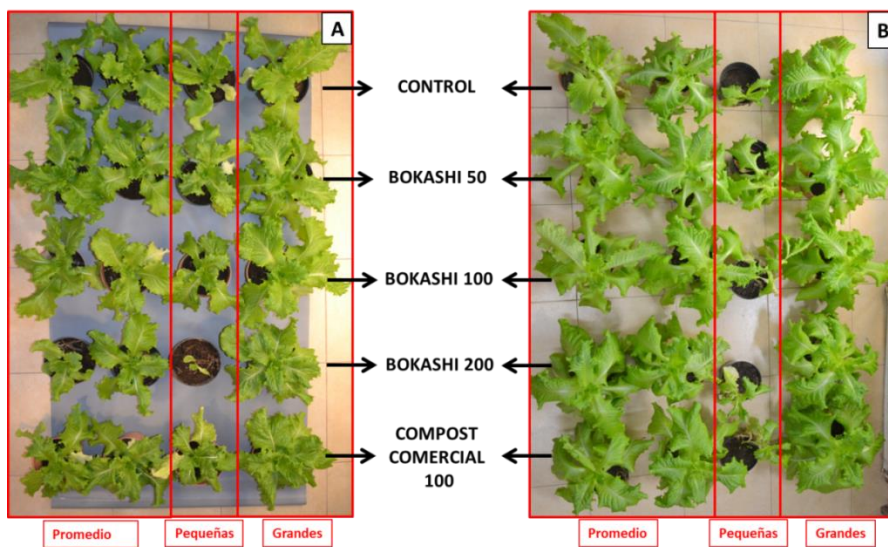 A
B
CONTROL
BOKASHI 50
BOKASHI 100
BOKASHI 200
COMPOST
COMERCIAL
100
Promedio
Pequeñas
Grandes
Promedio
Pequeñas
Grandes